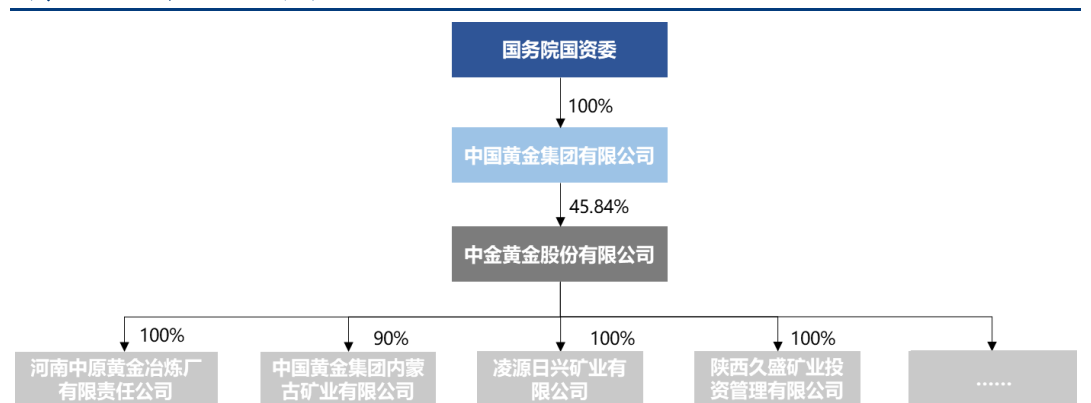 国务院国资委
100%
中国黄金集团有限公司
45.84%
中金黄金股份有限公司
100%
90%
100%
100%
河南中原黄金冶炼厂
有限责任公司
中国黄金集团内蒙
古矿业有限公司
凌源日兴矿业有
限公司
陕西久盛矿业投
资管理有限公司
......